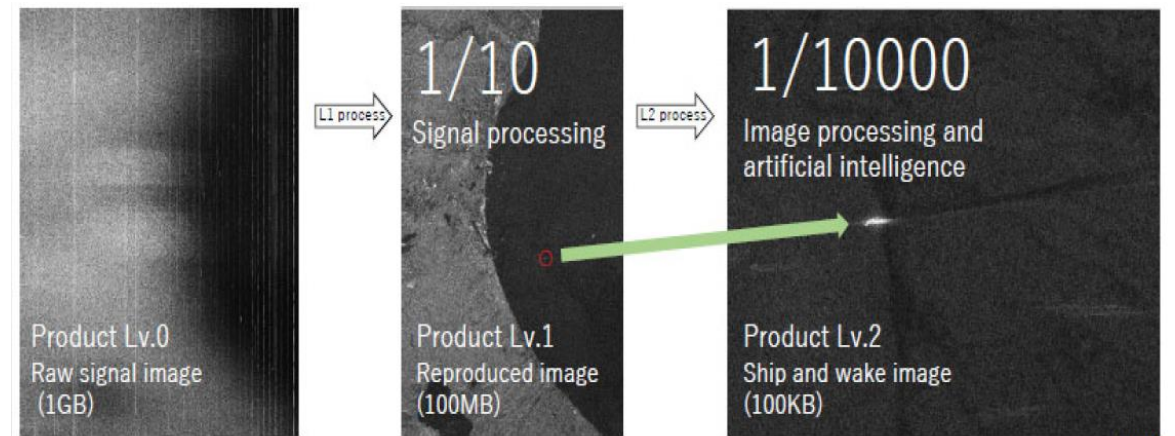 Product Lv.0
Raw signal image
(1GB)
L1 process
1/10
Signal processing
Product Lv.1
Reproduced image
(100MB)
L2 process
1/10000
Image processing and
artificial intelligence
Product Lv.2
Ship and wake image
(100KB)